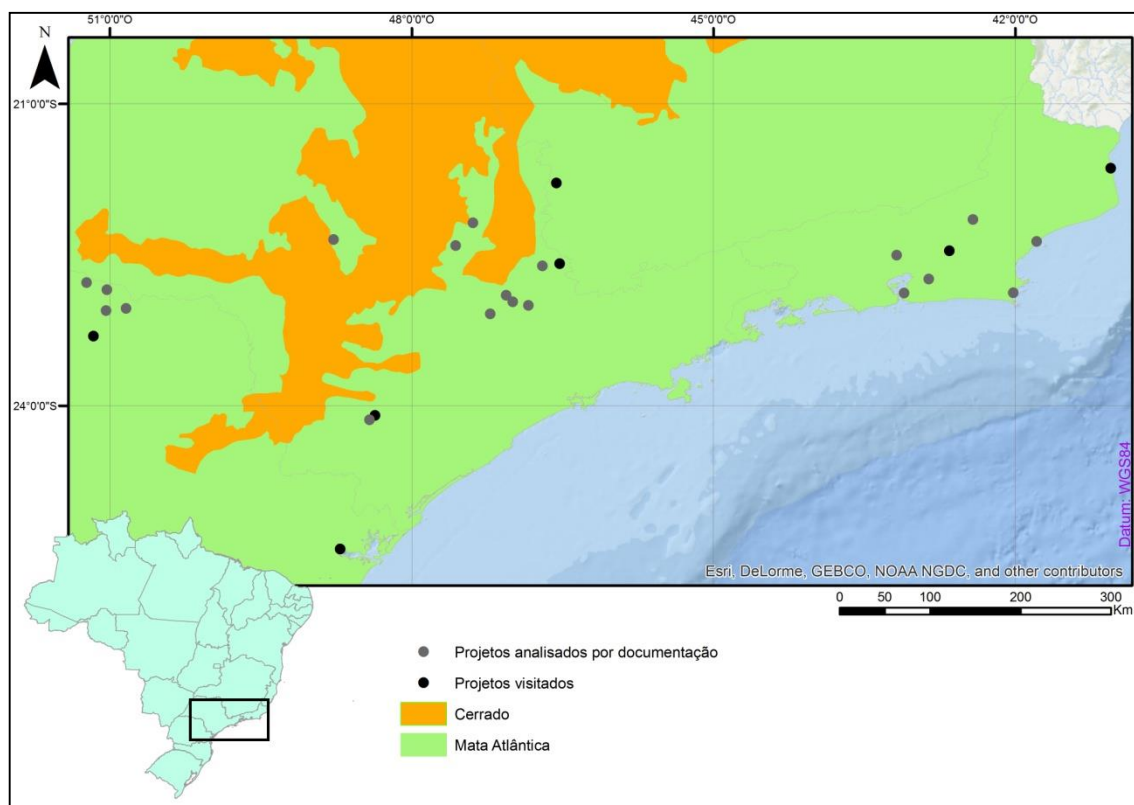 51°0'0"O
48°0'0"O
45°0'0"O
42°0'0"O
N
21°0'0"S
24°0'0"S
Datum: WGS84
Esri, DeLorme, GEBCO, NOAA NGDC, and other contributors
0 50 100 200 300
Km
Projetos analisados por documentação
Projetos visitados
Cerrado
Mata Atlântica